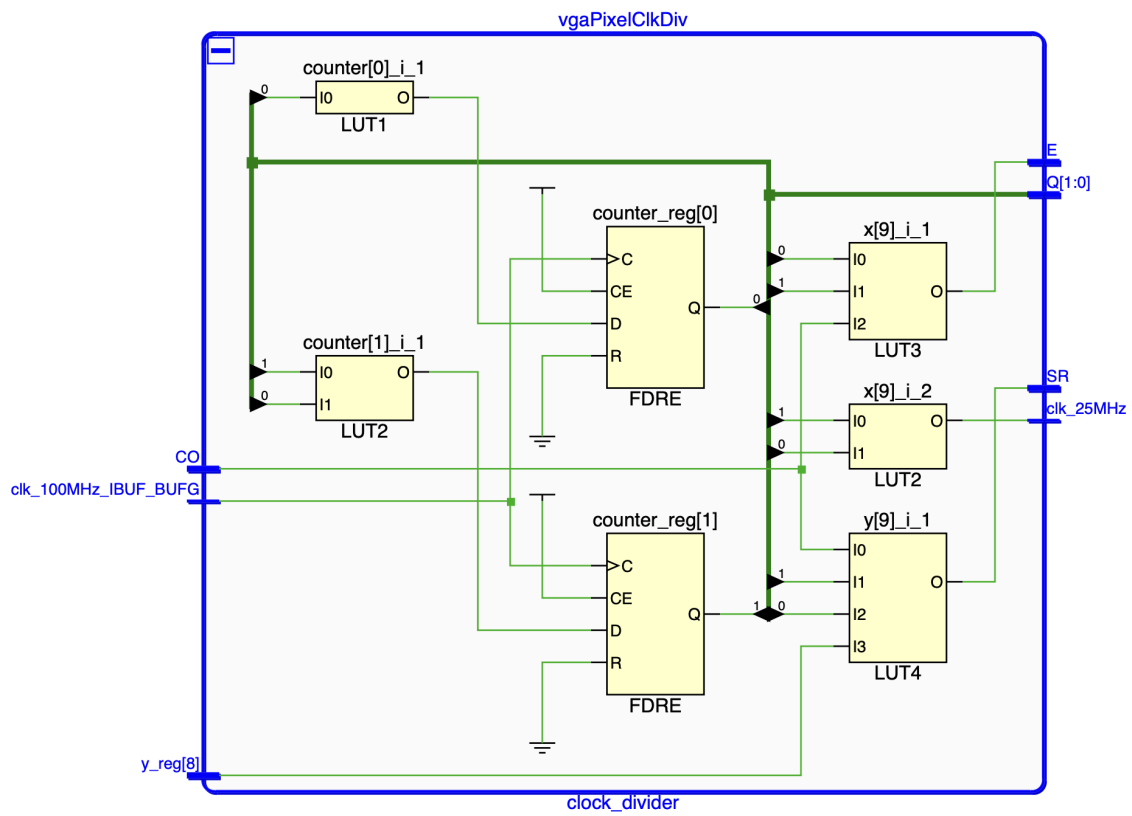 vgaPixelClkDiv
counter[0]_i_1
0
I0
O
LUT1
E
Q[1:0]
counter_reg[0]
x[9]_i_1
C
0
I0
CE
1
I1
O
Q
0
D
I2
R
LUT3
counter[1]_i_1
1
I0
O
SR
0
I1
FDRE
x[9]_i_2
clk_25MHz
LUT2
1
I0
O
0
I1
CO
LUT2
clk_100MHz_IBUF_BUFG
counter_reg[1]
y[9]_i_1
I0
C
1
I1
O
CE
Q
1
0
I2
D
I3
R
LUT4
FDRE
y_reg[8]
clock_divider